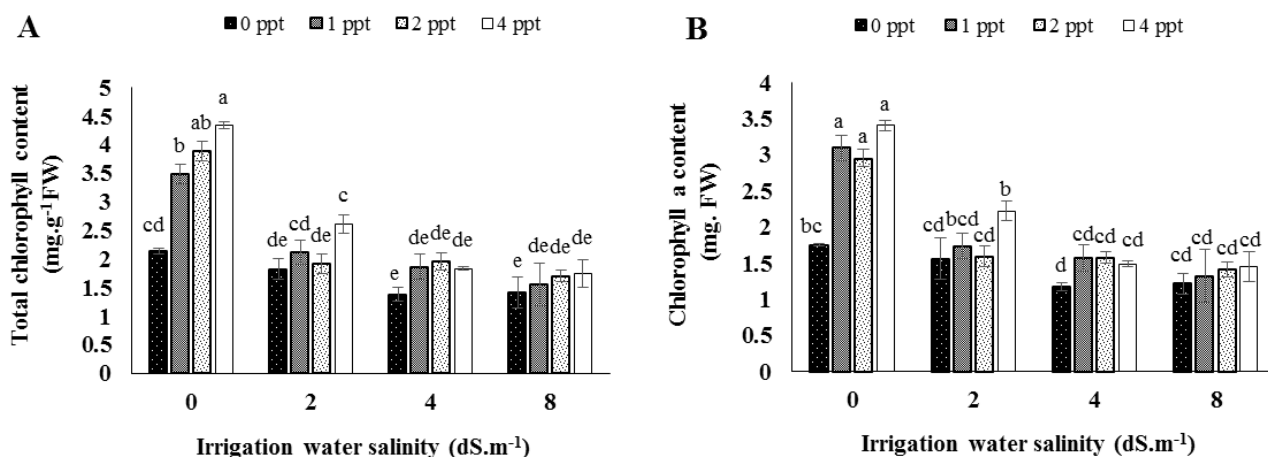 A
0 ppt 1 ppt 2 ppt 4 ppt
Total chlorophyll content
(mg.g⁻¹FW)
5
4.5
4
3.5
3
2.5
2
1.5
1
0.5
0
cd b ab a
de cd de c
e de de de
de de de de
0 2 4 8
Irrigation water salinity (dS.m⁻¹)
B
0 ppt 1 ppt 2 ppt 4 ppt
Chlorophyll a content
(mg. FW)
4
3.5
3
2.5
2
1.5
1
0.5
0
bc a a a
cd bcd cd b
d cd cd cd
cd cd cd cd
0 2 4 8
Irrigation water salinity (dS.m⁻¹)